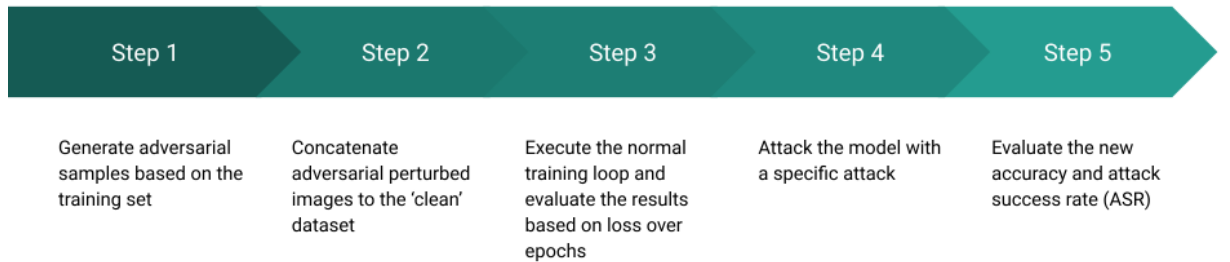 Step 1
Step 2
Step 3
Step 4
Step 5
Generate adversarial
samples based on the
training set
Concatenate
adversarial perturbed
images to the ‘clean’
dataset
Execute the normal
training loop and
evaluate the results
based on loss over
epochs
Attack the model with
a specific attack
Evaluate the new
accuracy and attack
success rate (ASR)